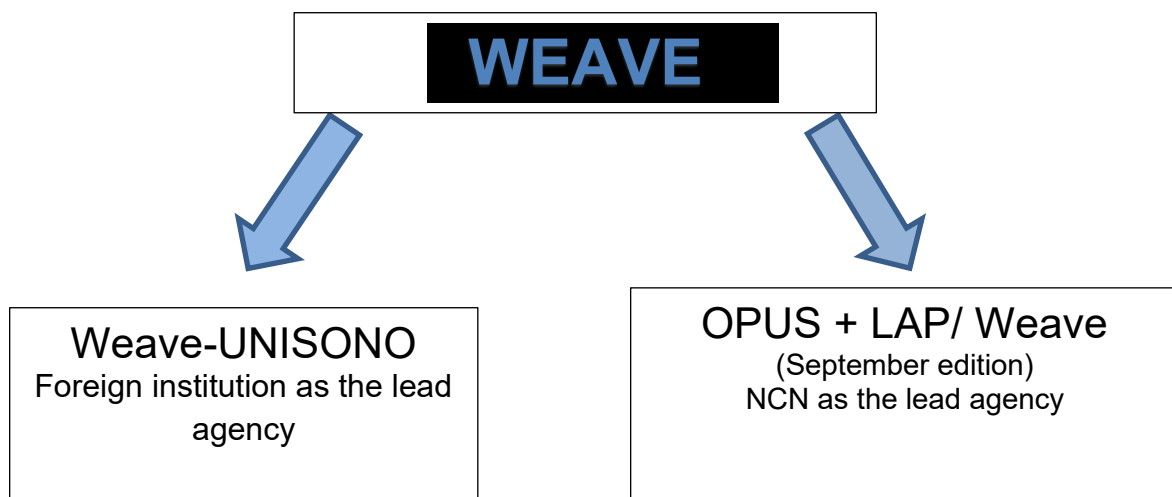 WEAVE
Weave-UNISONO
Foreign institution as the lead
agency
OPUS + LAP/ Weave
(September edition)
NCN as the lead agency